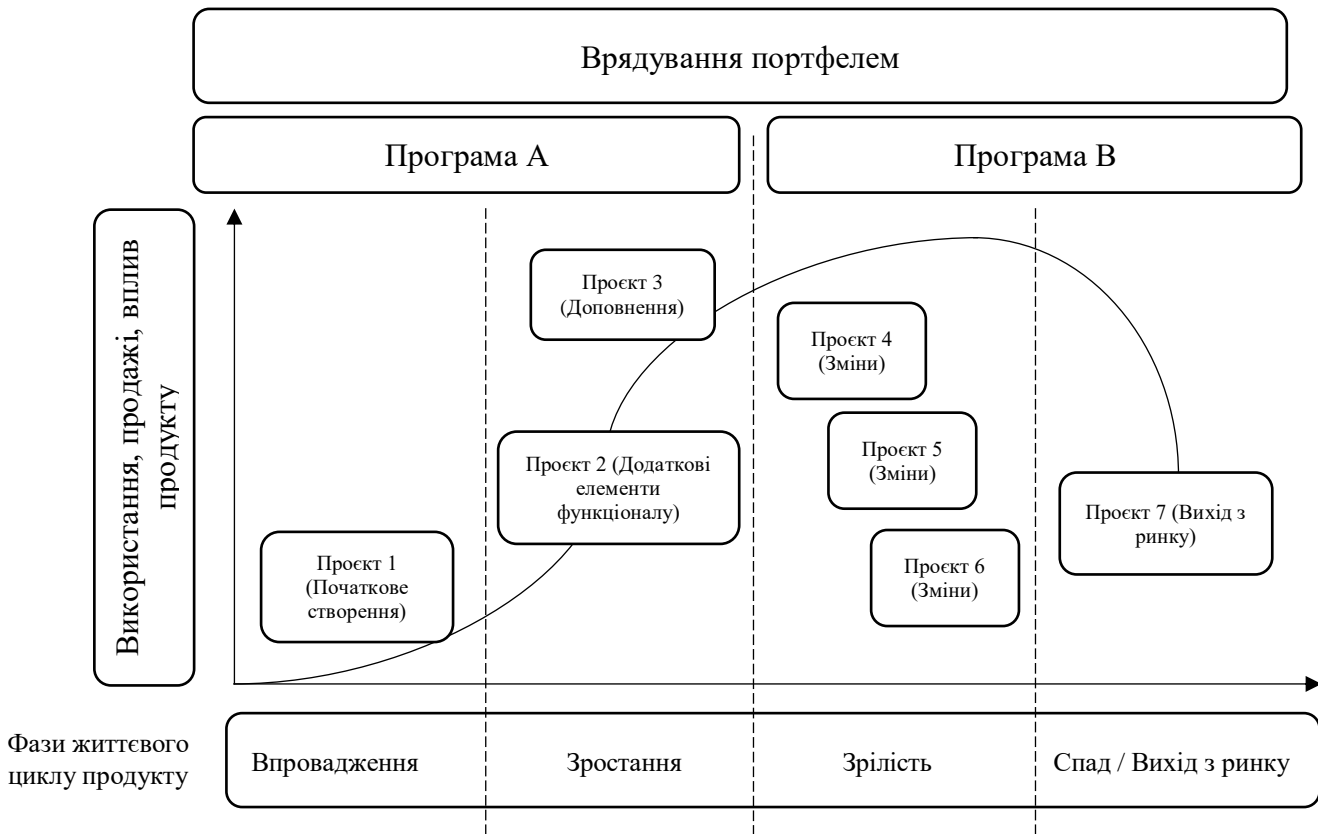 Врядування портфелем
Програма А
Програма В
Використання, продажі, вплив
продукту
Проєкт 3
(Доповнення)
Проєкт 4
(Зміни)
Проєкт 2 (Додаткові
елементи
функціоналу)
Проєкт 5
(Зміни)
Проєкт 7 (Вихід з
ринку)
Проєкт 1
(Початкове
створення)
Проєкт 6
(Зміни)
Фази життєвого
циклу продукту
Впровадження
Зростання
Зрілість
Спад / Вихід з ринку